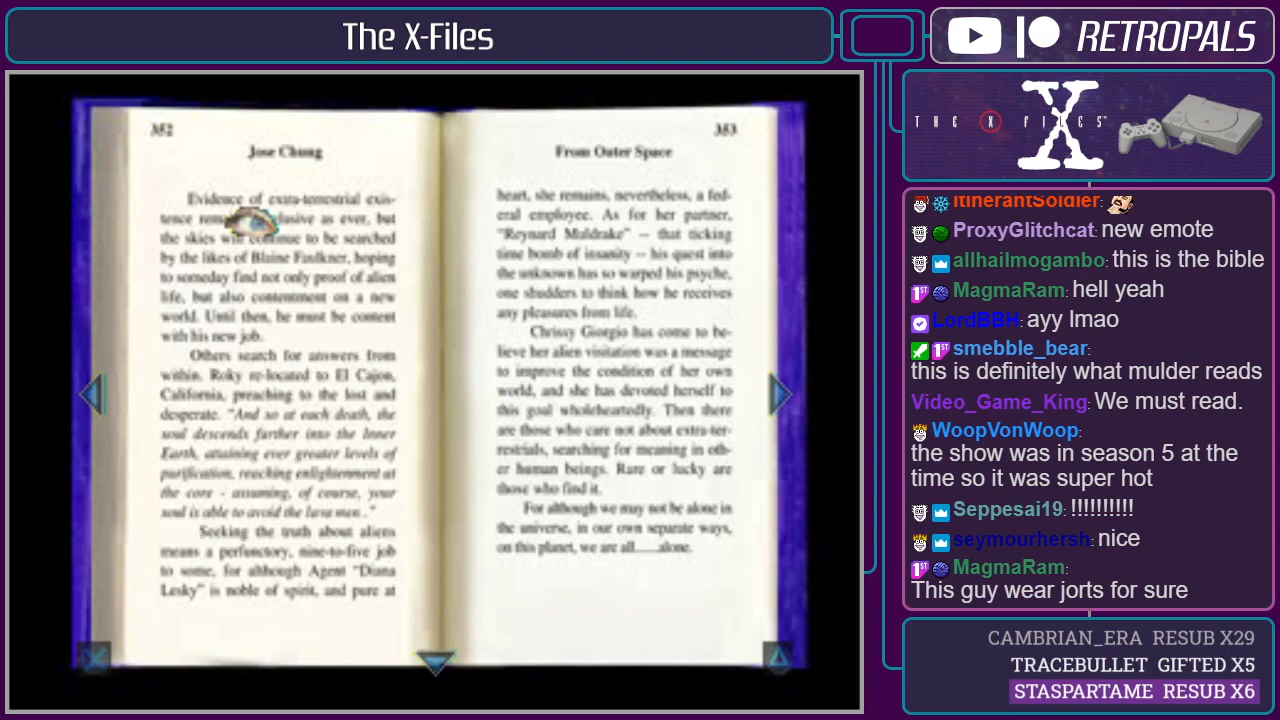 The X-Files
RETROPALS
THE X FILES
X
352
Jose Chung
Evidence of extra-terrestrial exis-
tence elusive as ever, but
the skies will continue to be searched
by the likes of Blaine Faulkner, hoping
to someday find not only proof of alien
life, but also contentment on a new
world. Until then, he must be content
with his new job.
Others search for answers from
within. Roky re-located to El Cajon,
California, preaching to the lost and
desperate. "And so at each death, the
soul descends farther into the Inner
Earth, attaining ever greater levels of
purification, reaching enlightenment at
the core - assuming, of course, your
soul is able to avoid the lava men.."
Seeking the truth about aliens
means a perfunctory, nine-to-five job
to some, for although Agent "Diana
Lesky" is noble of spirit, and pure at
353
From Outer Space
heart, she remains, nevertheless, a fed-
eral employee. As for her partner,
"Reynard Muldrake" -- that ticking
time bomb of insanity -- his quest into
the unknown has so warped his psyche,
one shudders to think how he receives
any pleasures from life.
Chrissy Giorgio has come to be-
lieve her alien visitation was a message
to improve the condition of her own
world, and she has devoted herself to
this goal wholeheartedly. Then there
are those who care not about extra-ter-
restrials, searching for meaning in oth-
er human beings. Rare or lucky are
those who find it.
For although we may not be alone in
the universe, in our own separate ways,
on this planet, we are all......alone.
ItinerantSoldier:
ProxyGlitchcat: new emote
allhailmogambo: this is the bible
MagmaRam: hell yeah
LordBBH: ayy lmao
smebble_bear:
this is definitely what mulder reads
Video_Game_King: We must read.
WoopVonWoop:
the show was in season 5 at the
time so it was super hot
Seppesai19: !!!!!!!!!!
seymourhersh: nice
MagmaRam:
This guy wear jorts for sure
CAMBRIAN_ERA RESUB X29
TRACEBULLET GIFTED X5
STASPARTAME RESUB X6